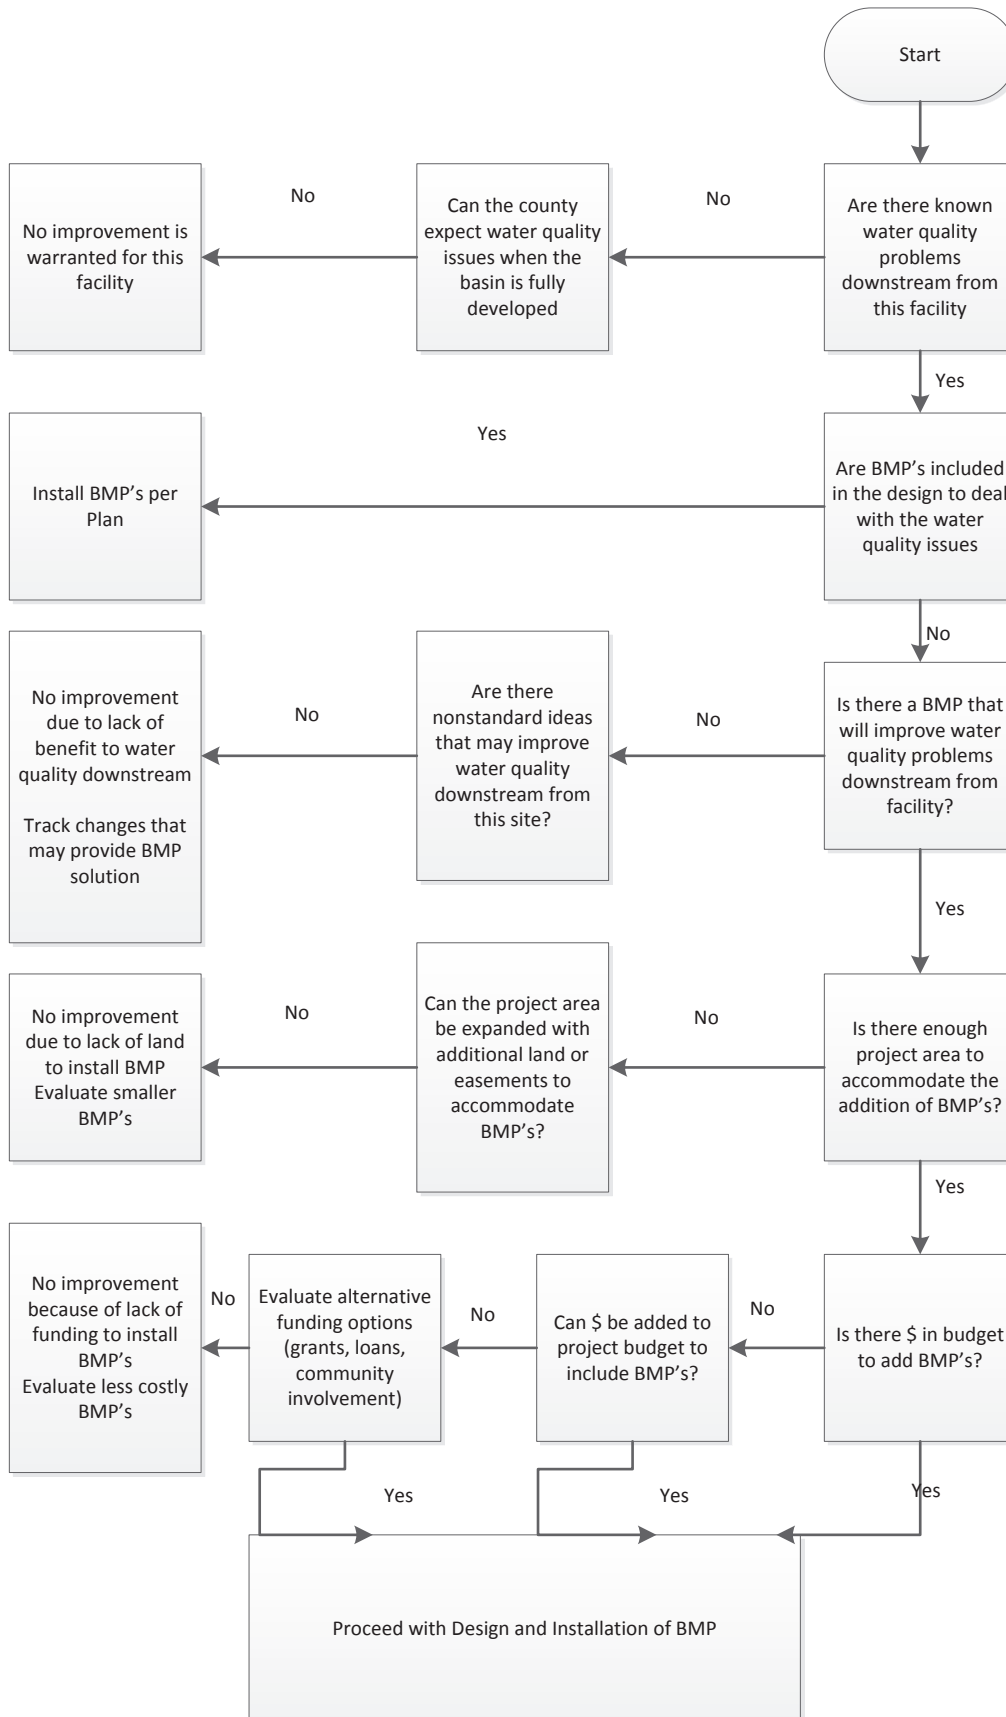 Start
No improvement is
warranted for this
facility
No
Can the county
expect water quality
issues when the
basin is fully
developed
No
Are there known
water quality
problems
downstream from
this facility
Yes
Install BMP's per
Plan
Yes
Are BMP's included
in the design to deal
with the water
quality issues
No
No improvement
due to lack of
benefit to water
quality downstream
Track changes that
may provide BMP
solution
No
Are there
nonstandard ideas
that may improve
water quality
downstream from
this site?
No
Is there a BMP that
will improve water
quality problems
downstream from
facility?
Yes
No improvement
due to lack of land
to install BMP
Evaluate smaller
BMP's
No
Can the project area
be expanded with
additional land or
easements to
accommodate
BMP's?
No
Is there enough
project area to
accommodate the
addition of BMP's?
Yes
No improvement
because of lack of
funding to install
BMP's
Evaluate less costly
BMP's
No
Evaluate alternative
funding options
(grants, loans,
community
involvement)
No
Can $ be added to
project budget to
include BMP's?
No
Is there $ in budget
to add BMP's?
Yes
Yes
Yes
Proceed with Design and Installation of BMP